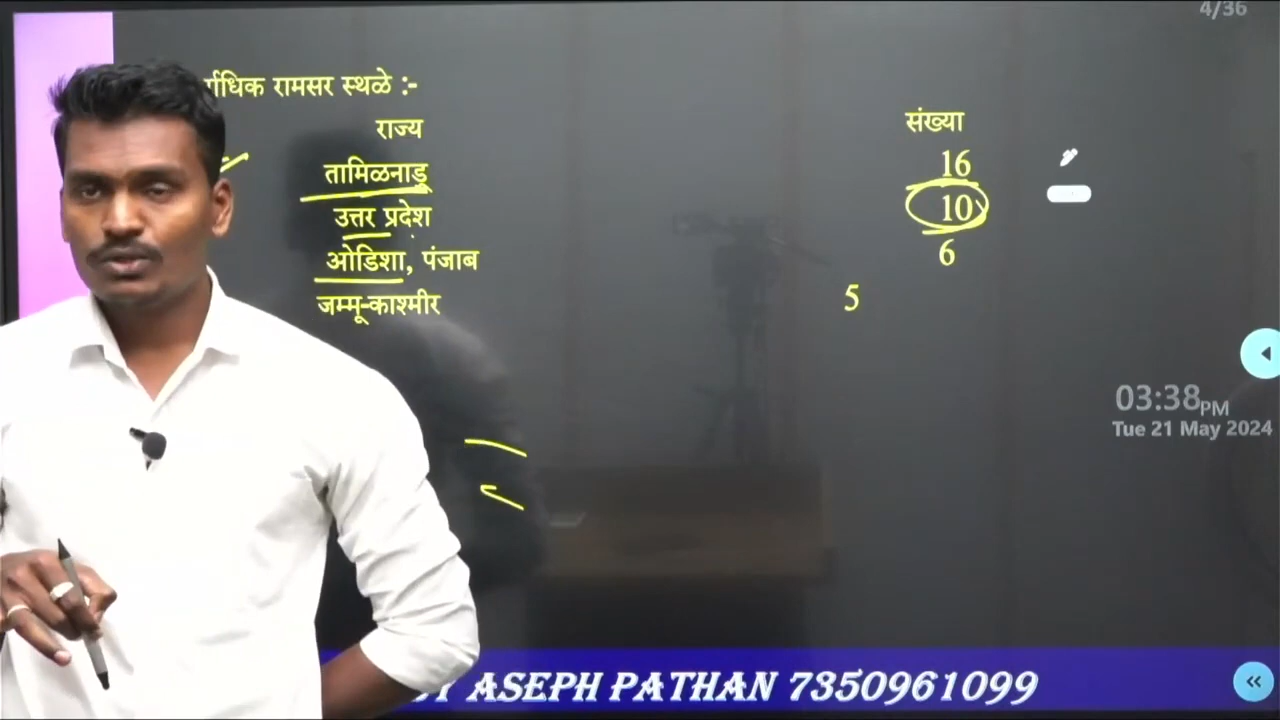 4/36
र्वाधिक रामसर स्थळे :-
राज्य संख्या
तामिळनाडू 16
उत्तर प्रदेश 10
ओडिशा, पंजाब 6
जम्मू-काश्मीर 5
03:38PM
Tue 21 May 2024
ASEPH PATHAN 7350961099